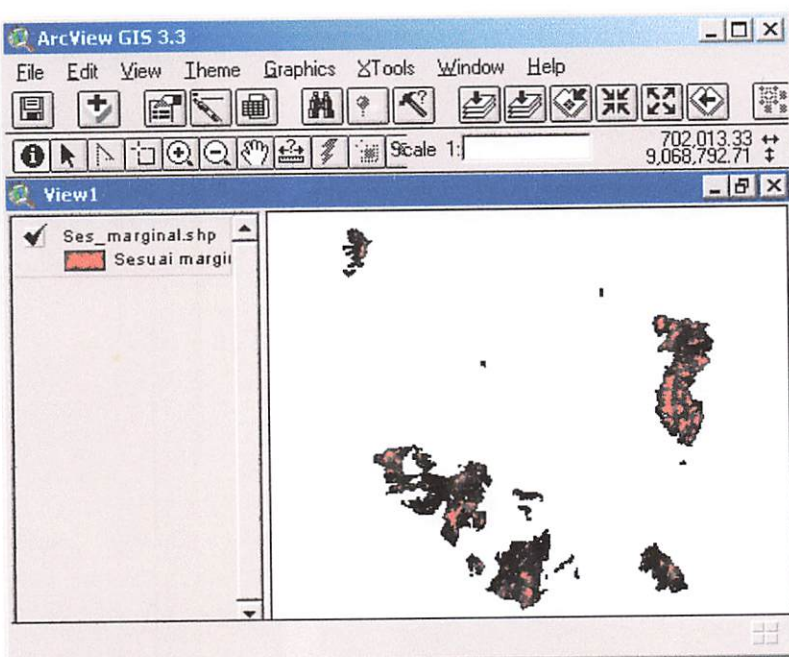 ArcView GIS 3.3
File Edit View Theme Graphics XTools Window Help
Scale 1:
702,013.33
9,068,792.71
View1
Ses_marginal.shp
Sesuai margi